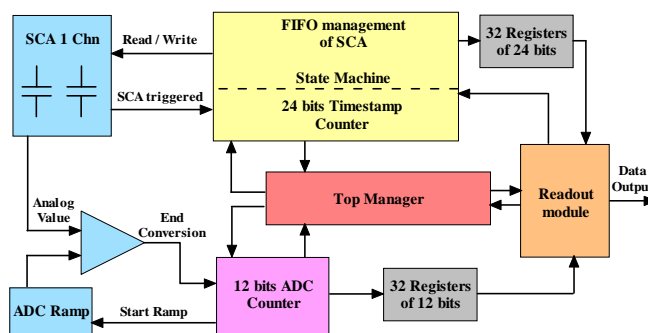 SCA 1 Chn
Read / Write
SCA triggered
FIFO management
of SCA
State Machine
24 bits Timestamp
Counter
32 Registers
of 24 bits
Analog
Value
End
Conversion
Top Manager
Readout
module
Data
Output
ADC Ramp
Start Ramp
12 bits ADC
Counter
32 Registers
of 12 bits